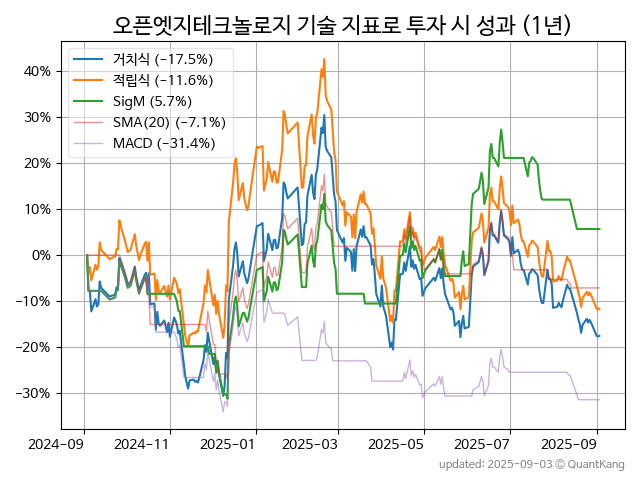 오픈엣지테크놀로지 기술 지표로 투자 시 성과 (1년)
거치식 (−17.5%)
적립식 (−11.6%)
SigM (5.7%)
SMA(20) (−7.1%)
MACD (−31.4%)
40%
30%
20%
10%
0%
−10%
−20%
−30%
2024-09
2024-11
2025-01
2025-03
2025-05
2025-07
2025-09
updated: 2025-09-03 © QuantKang